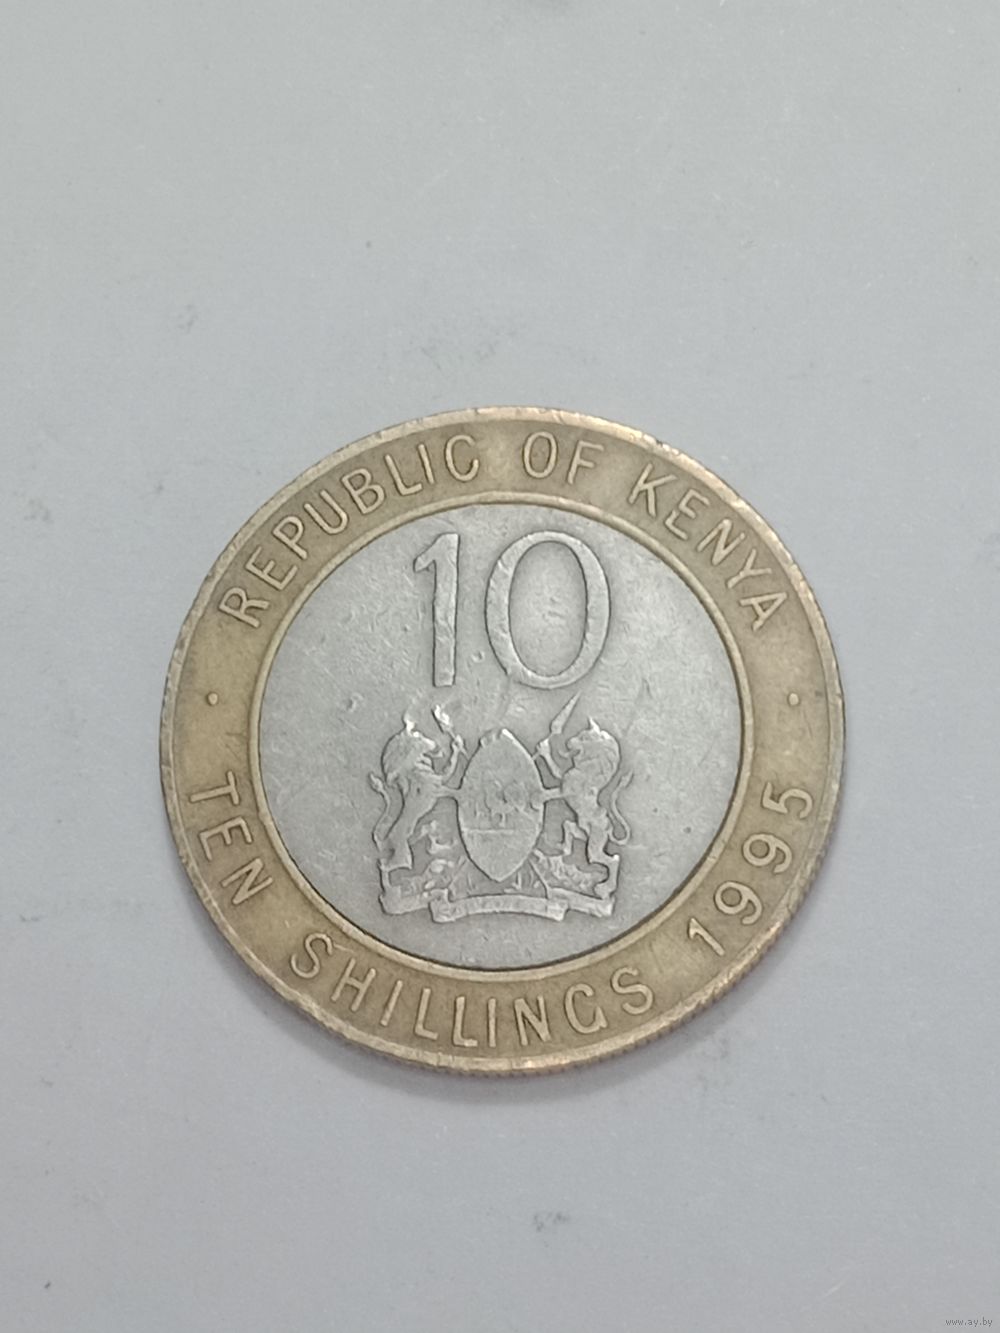 REPUBLIC OF KENYA
10
TEN SHILLINGS 1995
www.ay.by